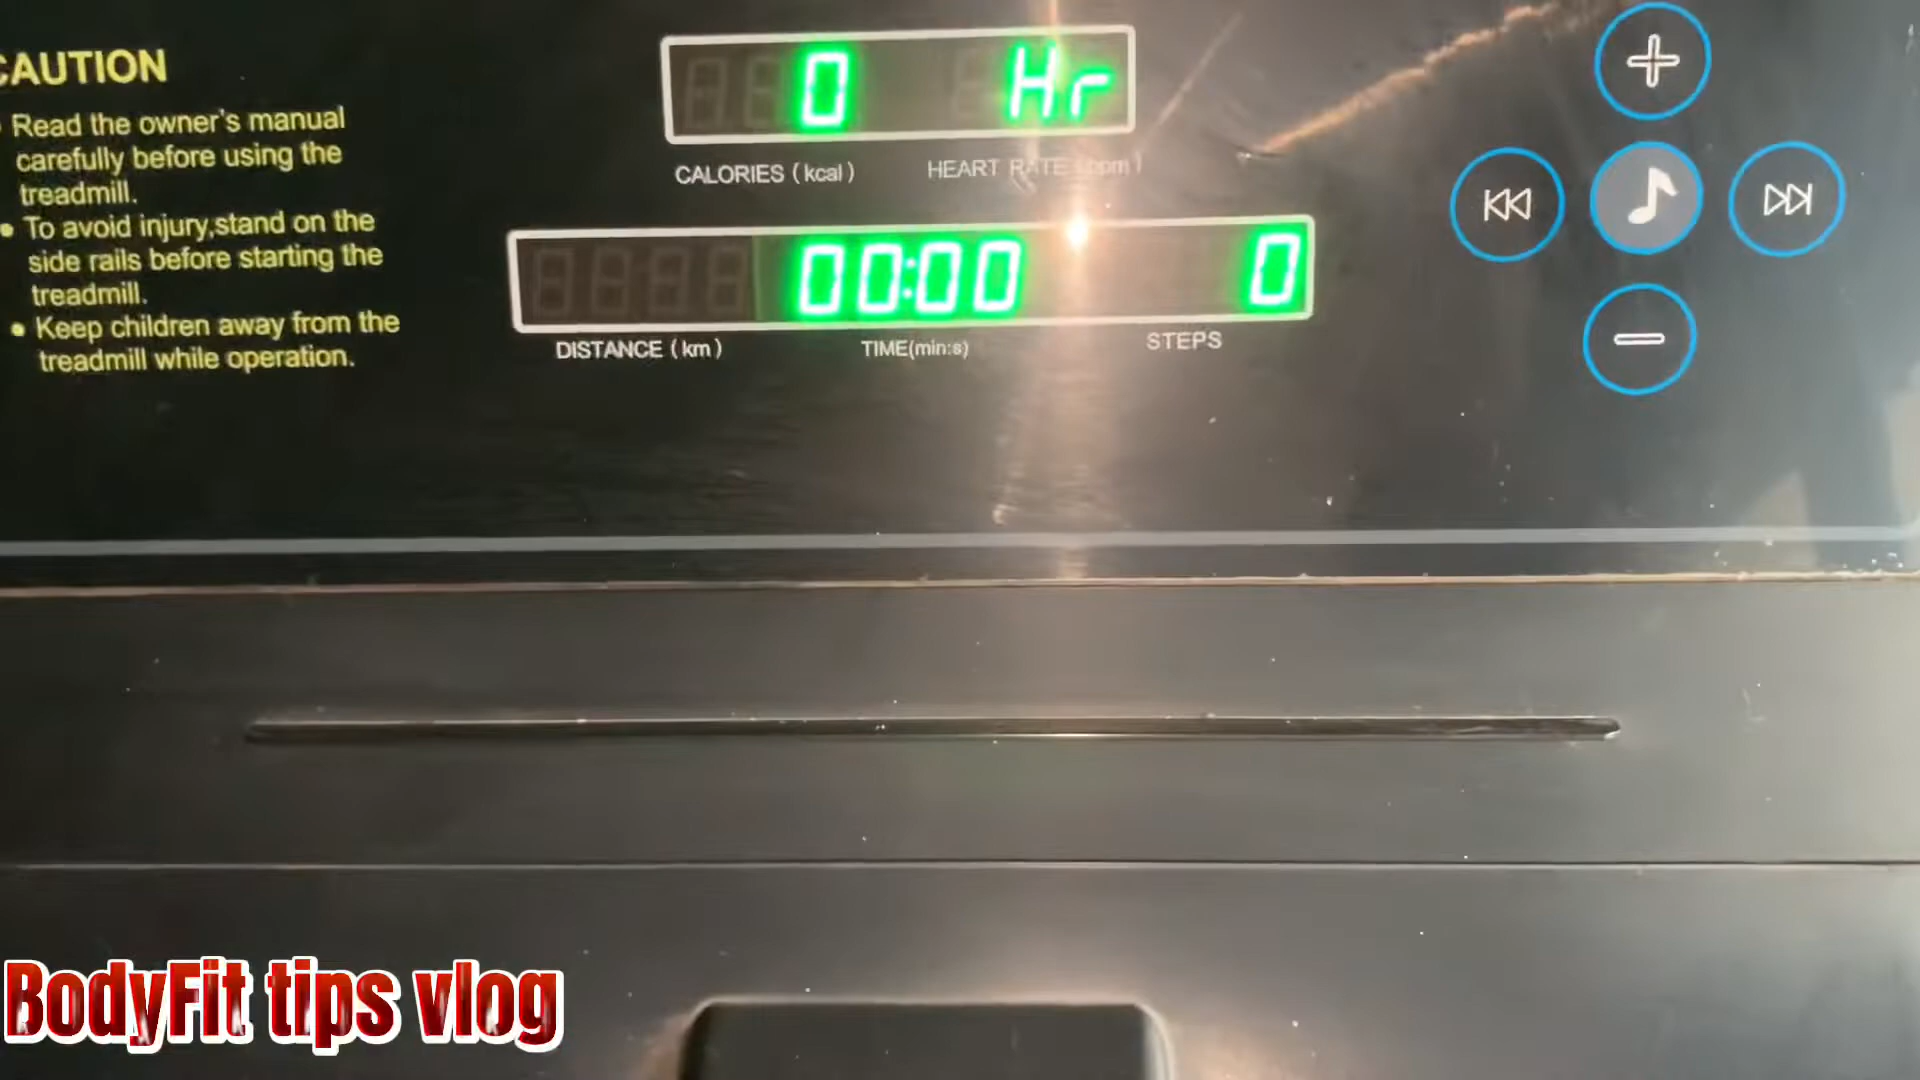 CAUTION
• Read the owner's manual
carefully before using the
treadmill.
• To avoid injury,stand on the
side rails before starting the
treadmill.
• Keep children away from the
treadmill while operation.
0 Hr
CALORIES ( kcal ) HEART RATE ( bpm )
00:00 0
DISTANCE ( km ) TIME(min:s) STEPS
BodyFit tips vlog